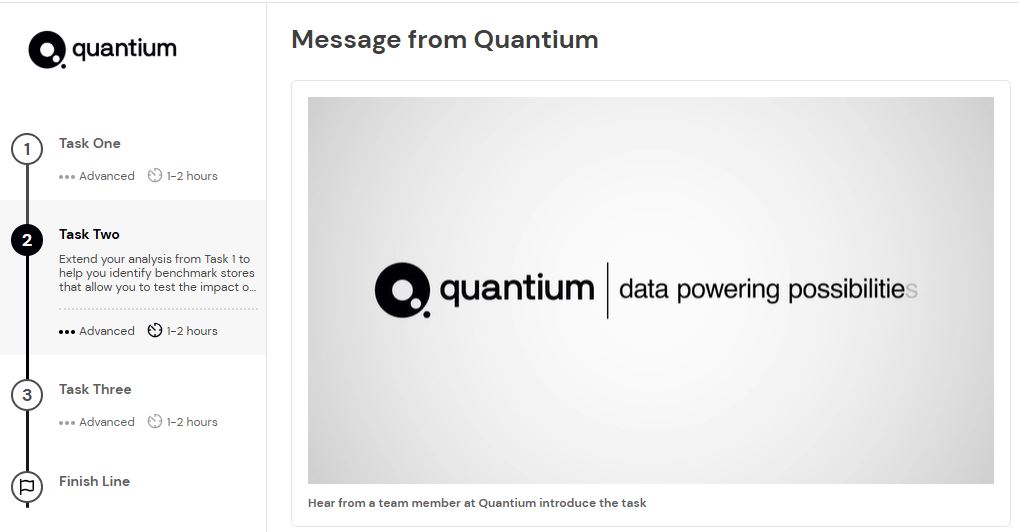 quantium
1
Task One
Advanced
1-2 hours
2
Task Two
Extend your analysis from Task 1 to
help you identify benchmark stores
that allow you to test the impact o...
Advanced
1-2 hours
3
Task Three
Advanced
1-2 hours
Finish Line
Message from Quantium
quantium | data powering possibilities
Hear from a team member at Quantium introduce the task